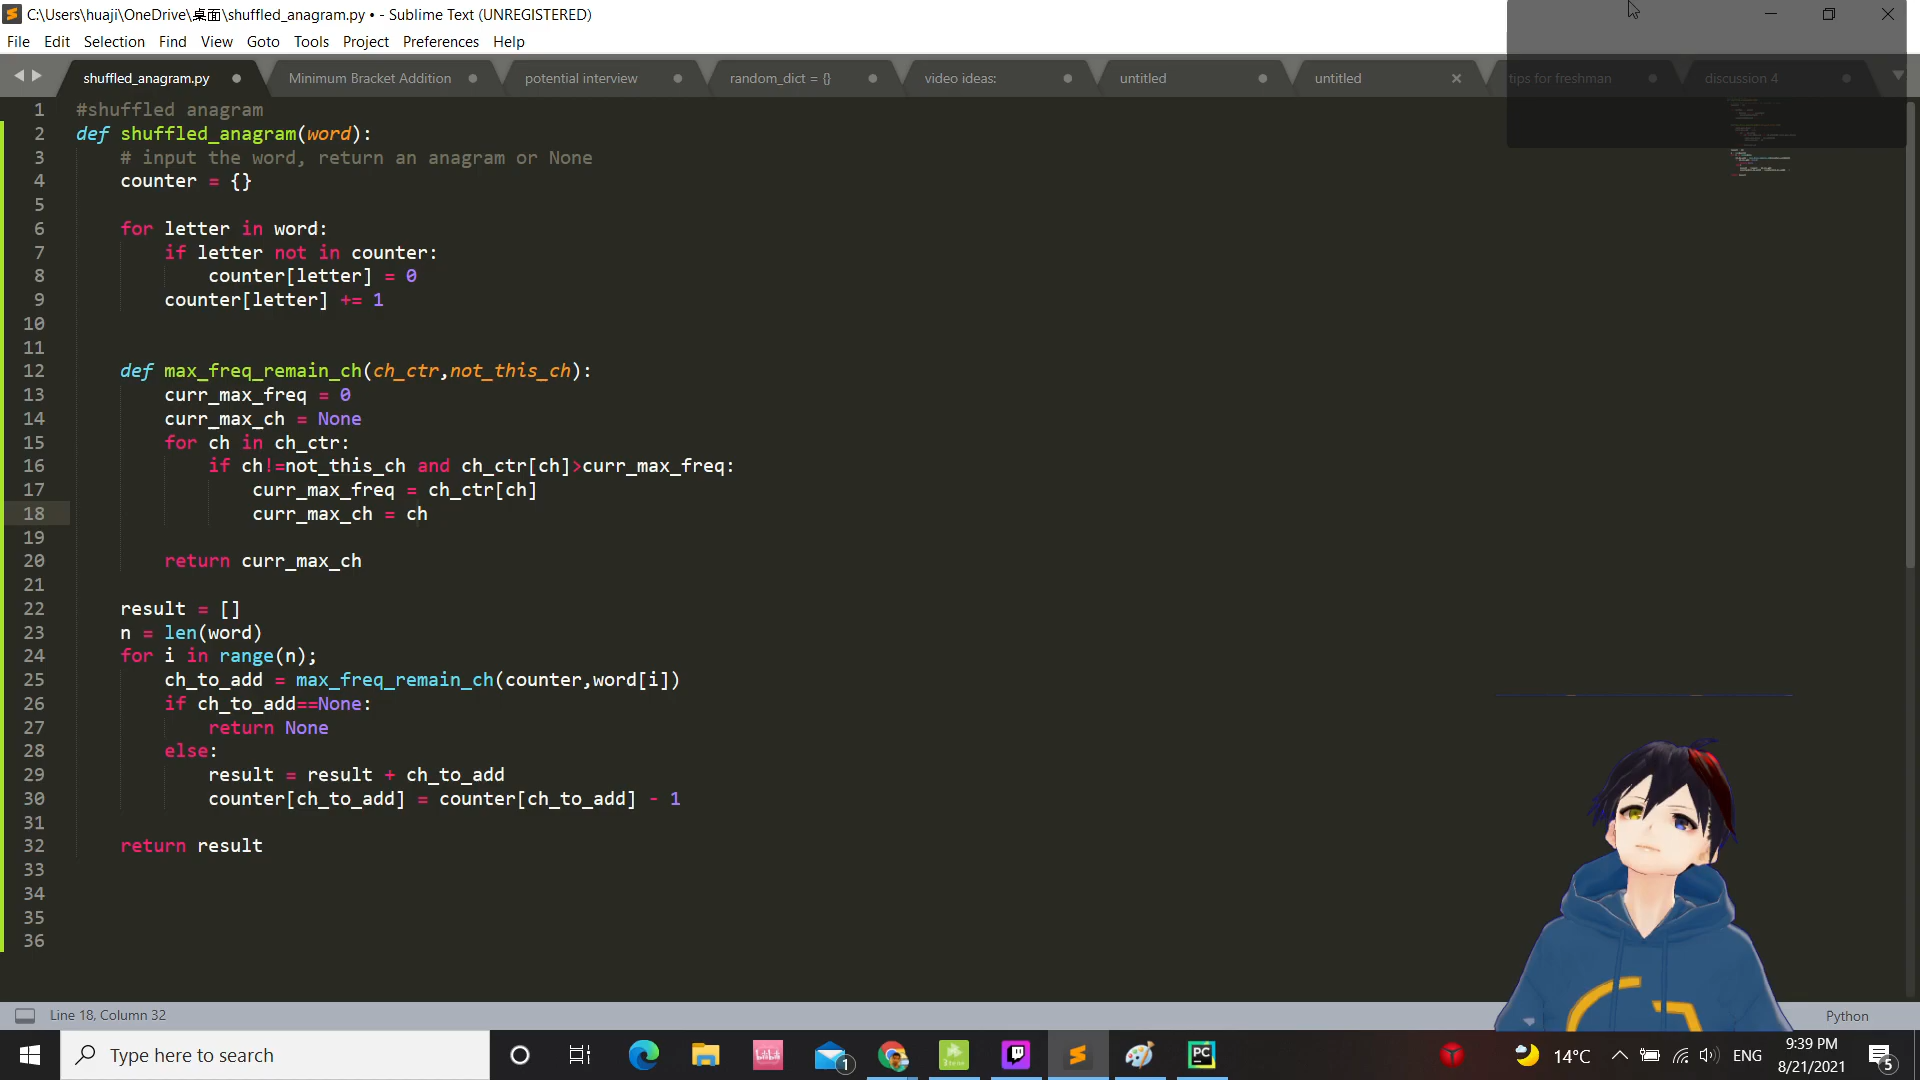 C:\Users\huaji\OneDrive\桌面\shuffled_anagram.py • - Sublime Text (UNREGISTERED)
File Edit Selection Find View Goto Tools Project Preferences Help
shuffled_anagram.py Minimum Bracket Addition potential interview random_dict = {} video ideas: untitled untitled tips for freshman discussion 4
1 #shuffled anagram
2 def shuffled_anagram(word):
3 # input the word, return an anagram or None
4 counter = {}
5
6 for letter in word:
7 if letter not in counter:
8 counter[letter] = 0
9 counter[letter] += 1
10
11
12 def max_freq_remain_ch(ch_ctr,not_this_ch):
13 curr_max_freq = 0
14 curr_max_ch = None
15 for ch in ch_ctr:
16 if ch!=not_this_ch and ch_ctr[ch]>curr_max_freq:
17 curr_max_freq = ch_ctr[ch]
18 curr_max_ch = ch
19
20 return curr_max_ch
21
22 result = []
23 n = len(word)
24 for i in range(n);
25 ch_to_add = max_freq_remain_ch(counter,word[i])
26 if ch_to_add==None:
27 return None
28 else:
29 result = result + ch_to_add
30 counter[ch_to_add] = counter[ch_to_add] - 1
31
32 return result
33
34
35
36
Line 18, Column 32 Python
Type here to search
1
PC
14°C ENG
9:39 PM
8/21/2021
5